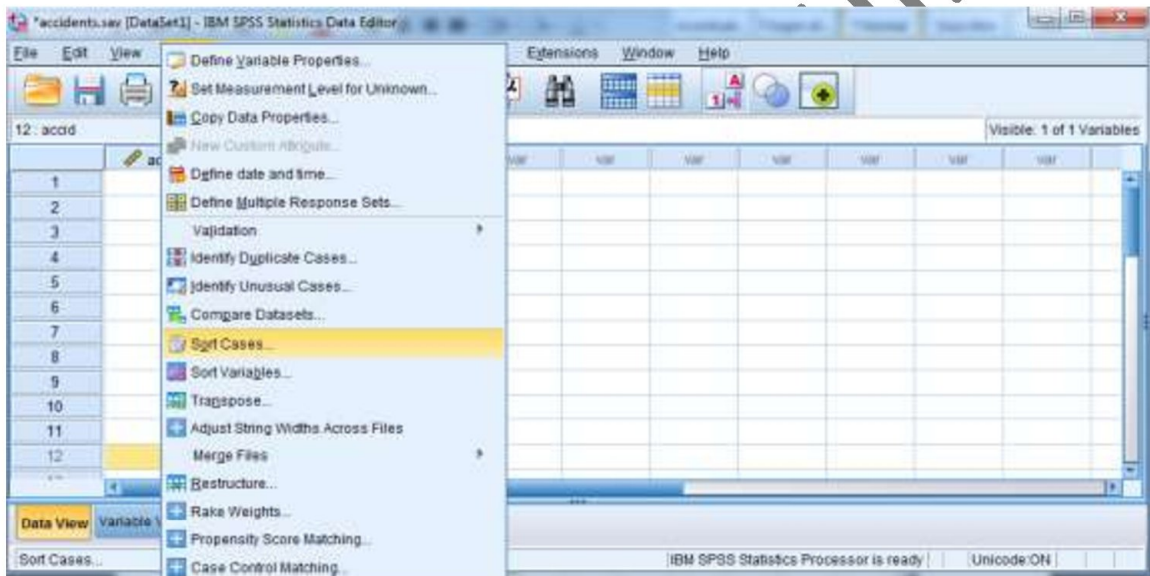 *accidents.sav [DataSet1] - IBM SPSS Statistics Data Editor
File Edit View Extensions Window Help
12 : accid
Visible: 1 of 1 Variables
ac
var var var var var var var
1
2
3
4
5
6
7
8
9
10
11
12
Define Variable Properties...
Set Measurement Level for Unknown...
Copy Data Properties...
New Custom Attribute...
Define date and time...
Define Multiple Response Sets...
Validation
Identify Duplicate Cases...
Identify Unusual Cases...
Compare Datasets...
Sort Cases...
Sort Variables...
Transpose...
Adjust String Widths Across Files
Merge Files
Restructure...
Rake Weights...
Propensity Score Matching...
Case Control Matching...
Data View Variable V
Sort Cases...
IBM SPSS Statistics Processor is ready Unicode:ON